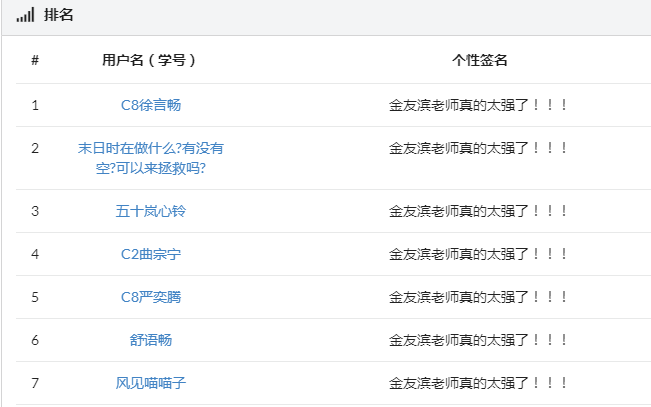 排名
# 用户名（学号） 个性签名
1 C8徐言畅 金友滨老师真的太强了！！！
2 末日时在做什么?有没有 金友滨老师真的太强了！！！
空?可以来拯救吗?
3 五十岚心铃 金友滨老师真的太强了！！！
4 C2曲宗宁 金友滨老师真的太强了！！！
5 C8严奕腾 金友滨老师真的太强了！！！
6 舒语畅 金友滨老师真的太强了！！！
7 风见喵喵子 金友滨老师真的太强了！！！